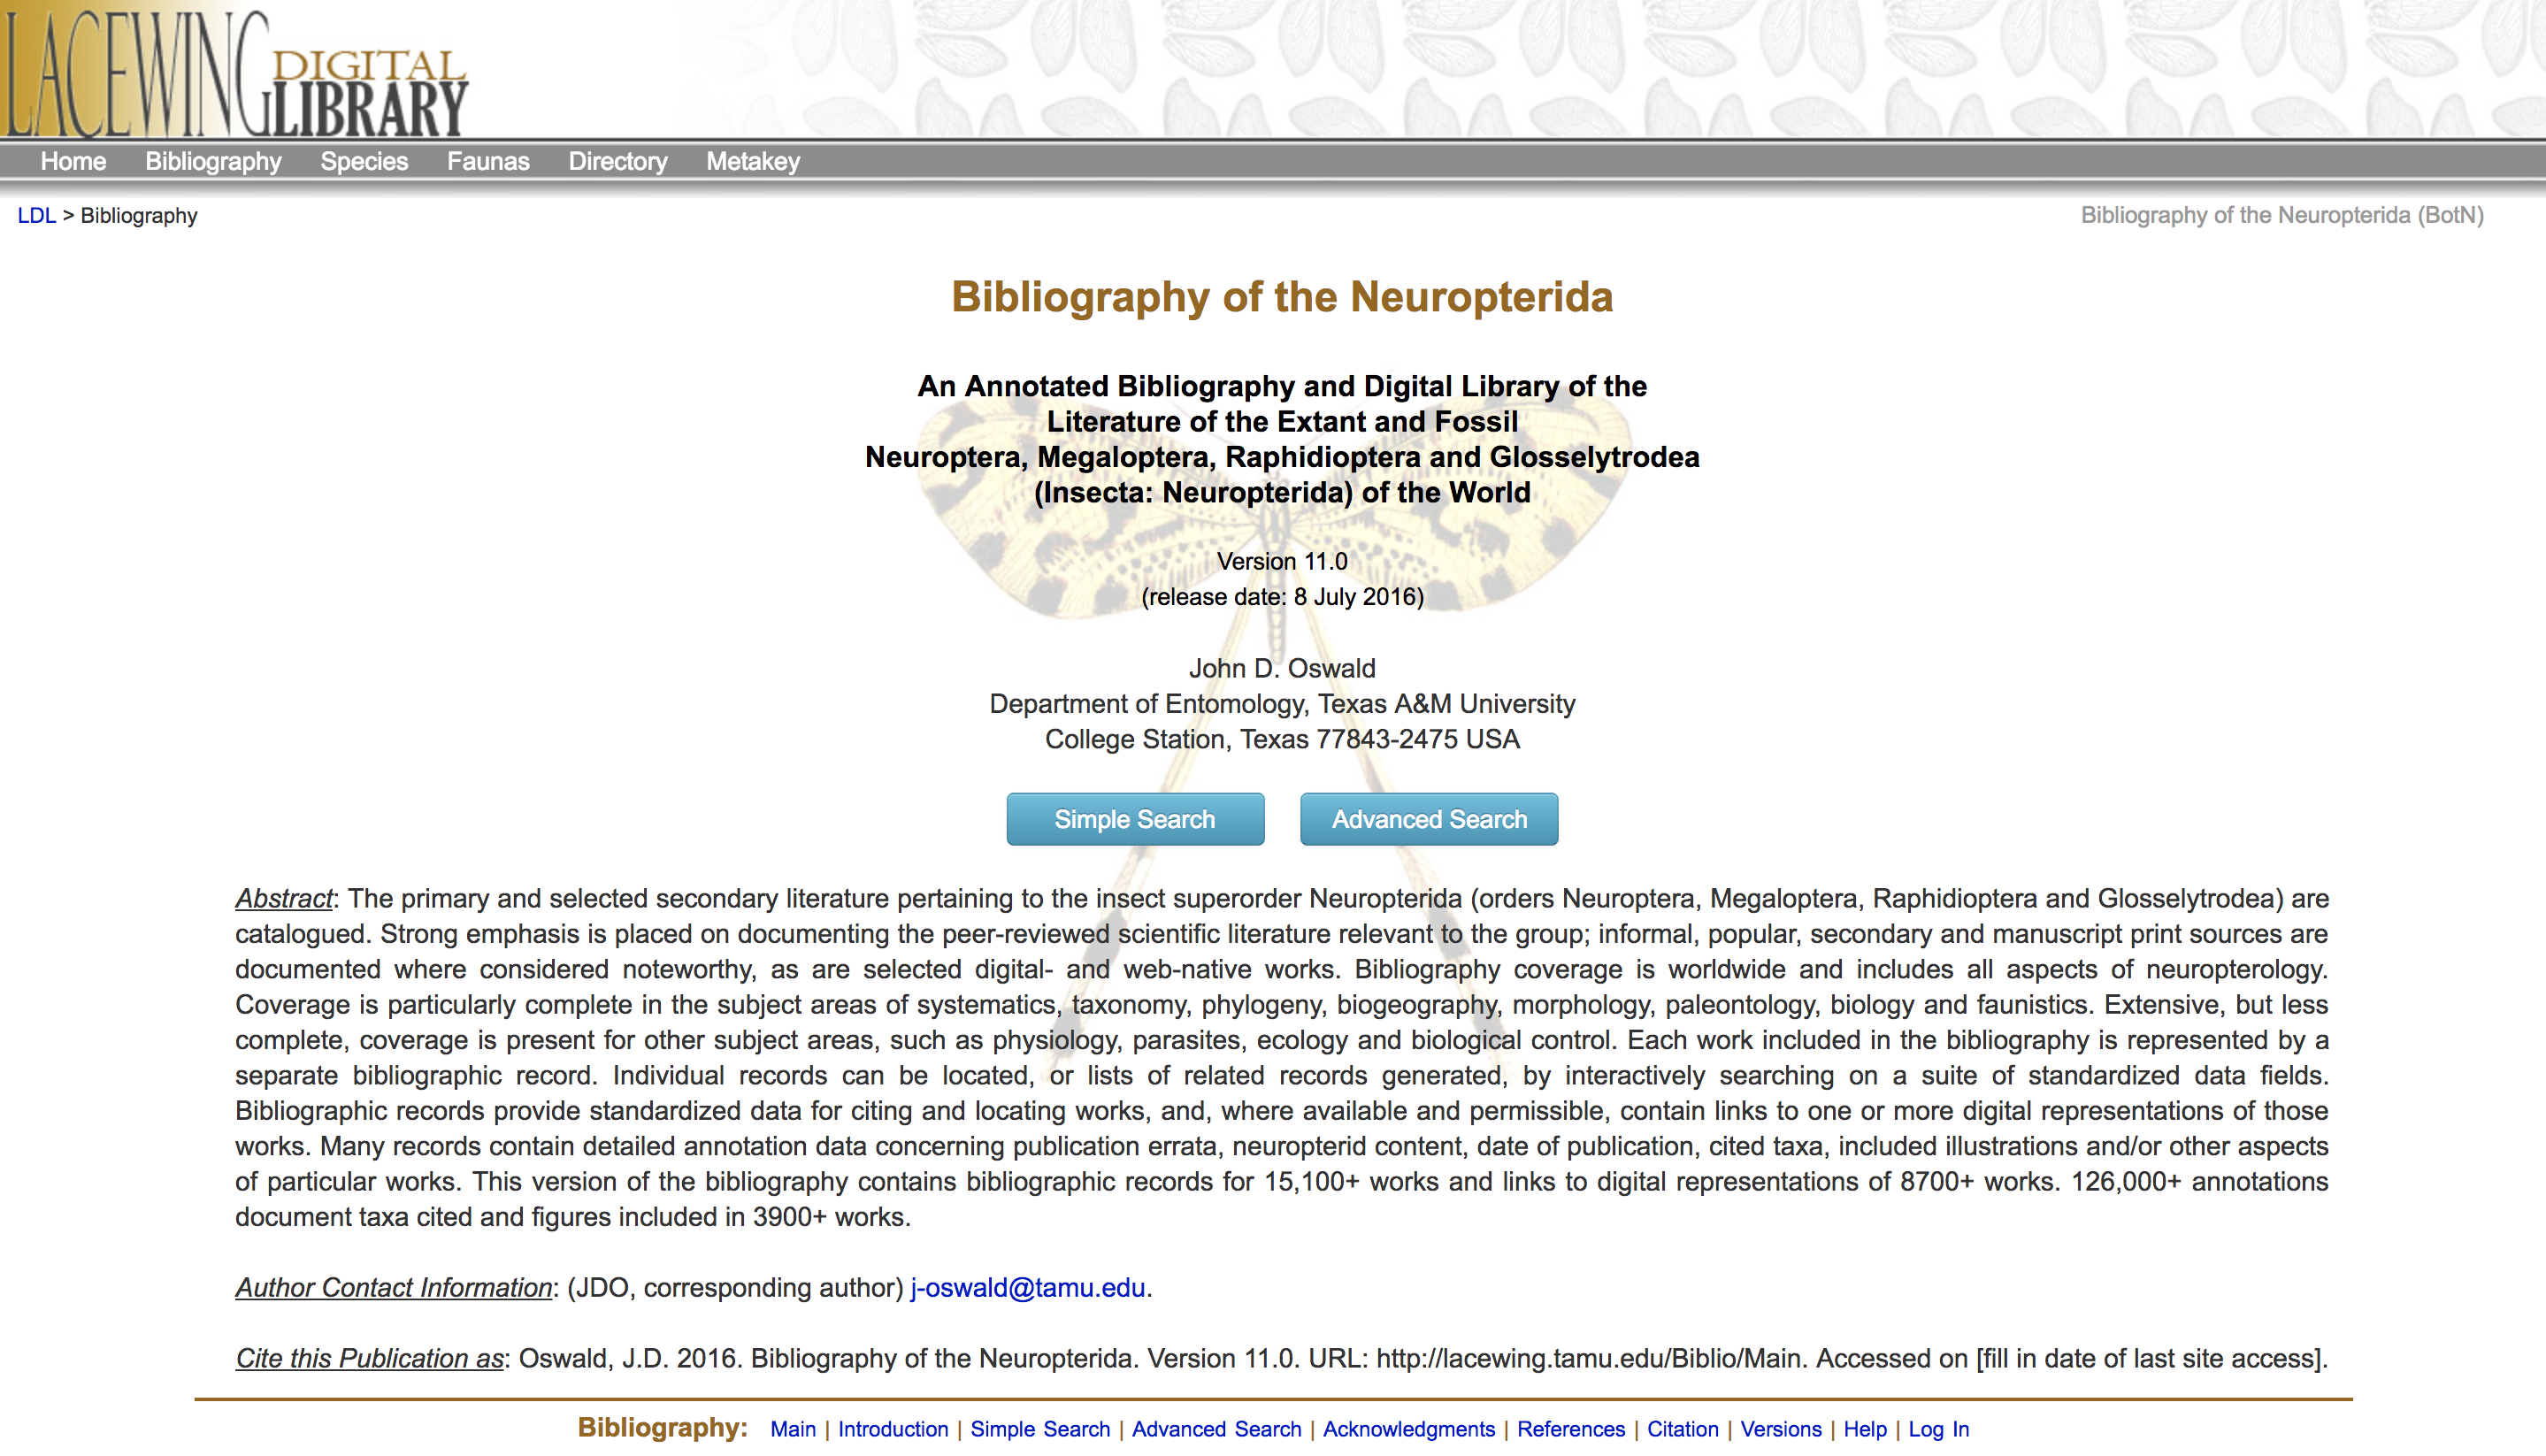 LACEWING
DIGITAL
LIBRARY
Home Bibliography Species Faunas Directory Metakey
LDL > Bibliography
Bibliography of the Neuropterida (BotN)
Bibliography of the Neuropterida
An Annotated Bibliography and Digital Library of the
Literature of the Extant and Fossil
Neuroptera, Megaloptera, Raphidioptera and Glosselytrodea
(Insecta: Neuropterida) of the World
Version 11.0
(release date: 8 July 2016)
John D. Oswald
Department of Entomology, Texas A&M University
College Station, Texas 77843-2475 USA
Simple Search Advanced Search
Abstract: The primary and selected secondary literature pertaining to the insect superorder Neuropterida (orders Neuroptera, Megaloptera, Raphidioptera and Glosselytrodea) are
catalogued. Strong emphasis is placed on documenting the peer-reviewed scientific literature relevant to the group; informal, popular, secondary and manuscript print sources are
documented where considered noteworthy, as are selected digital- and web-native works. Bibliography coverage is worldwide and includes all aspects of neuropterology.
Coverage is particularly complete in the subject areas of systematics, taxonomy, phylogeny, biogeography, morphology, paleontology, biology and faunistics. Extensive, but less
complete, coverage is present for other subject areas, such as physiology, parasites, ecology and biological control. Each work included in the bibliography is represented by a
separate bibliographic record. Individual records can be located, or lists of related records generated, by interactively searching on a suite of standardized data fields.
Bibliographic records provide standardized data for citing and locating works, and, where available and permissible, contain links to one or more digital representations of those
works. Many records contain detailed annotation data concerning publication errata, neuropterid content, date of publication, cited taxa, included illustrations and/or other aspects
of particular works. This version of the bibliography contains bibliographic records for 15,100+ works and links to digital representations of 8700+ works. 126,000+ annotations
document taxa cited and figures included in 3900+ works.
Author Contact Information: (JDO, corresponding author) j-oswald@tamu.edu.
Cite this Publication as: Oswald, J.D. 2016. Bibliography of the Neuropterida. Version 11.0. URL: http://lacewing.tamu.edu/Biblio/Main. Accessed on [fill in date of last site access].
Bibliography: Main | Introduction | Simple Search | Advanced Search | Acknowledgments | References | Citation | Versions | Help | Log In